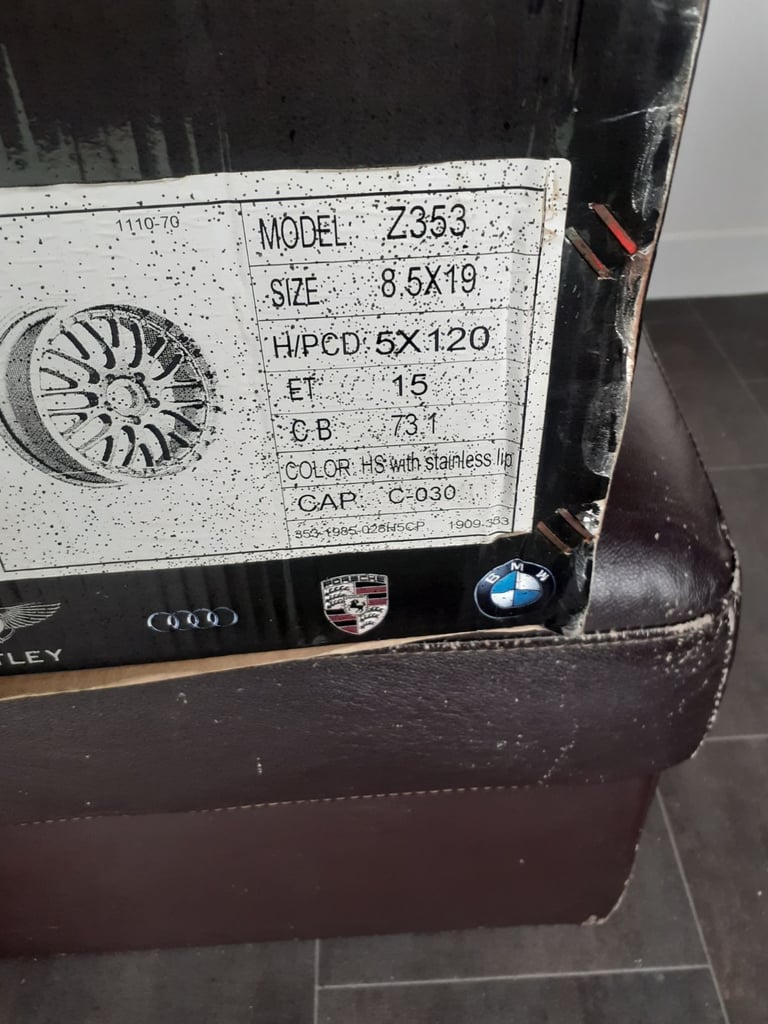 1110-70
MODEL: Z353
SIZE 8.5X19
H/PCD 5X120
ET 15
C B 73.1
COLOR: HS with stainless lip
CAP C-030
1909-353
PORSCHE
BMW
TLEY